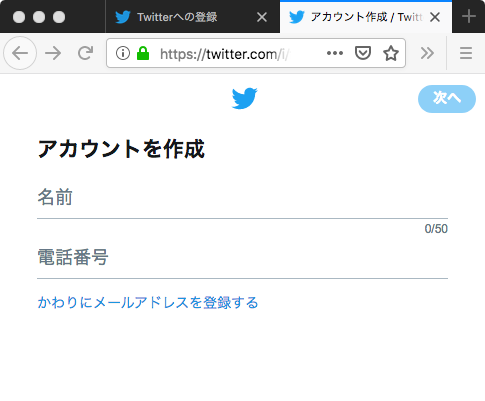 Twitterへの登録
アカウント作成 / Twitt
https://twitter.com/i/
次へ
アカウントを作成
名前
0/50
電話番号
かわりにメールアドレスを登録する